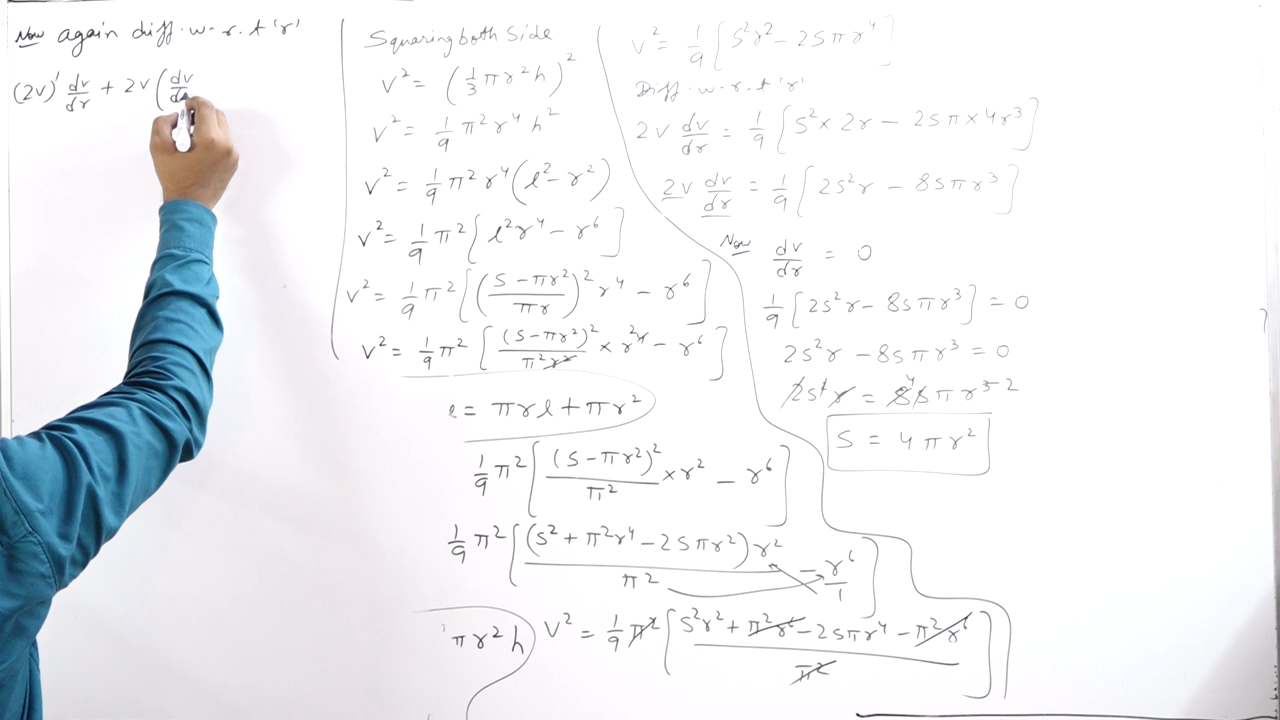 Now again diff. w.r.t 'r'
(2v)' dv/dr + 2v (dv/d
Squaring both Side
v² = (1/3 πr²h)²
v² = 1/9 π² r⁴ h²
v² = 1/9 π² r⁴ (l² - r²)
v² = 1/9 π² [l²r⁴ - r⁶]
v² = 1/9 π² [((S - πr²)/πr)² r⁴ - r⁶]
v² = 1/9 π² [(S - πr²)²/π²r² × r⁴ - r⁶]
= πrl + πr²
1/9 π² [(S - πr²)²/π² × r² - r⁶]
1/9 π² [(S² + π²r⁴ - 2Sπr²) r²/π² - r⁶/1]
πr²h
v² = 1/9 π² [S²r² + π²r⁶ - 2Sπr⁴ - π²r⁶/π²]
v² = 1/9 [S²r² - 2Sπr⁴]
Diff. w.r.t 'r'
2v dv/dr = 1/9 [S² × 2r - 2Sπ × 4r³]
2v dv/dr = 1/9 [2S²r - 8Sπr³]
Now dv/dr = 0
1/9 [2S²r - 8Sπr³] = 0
2S²r - 8Sπr³ = 0
2S²r = 8Sπr³
S = 4πr²